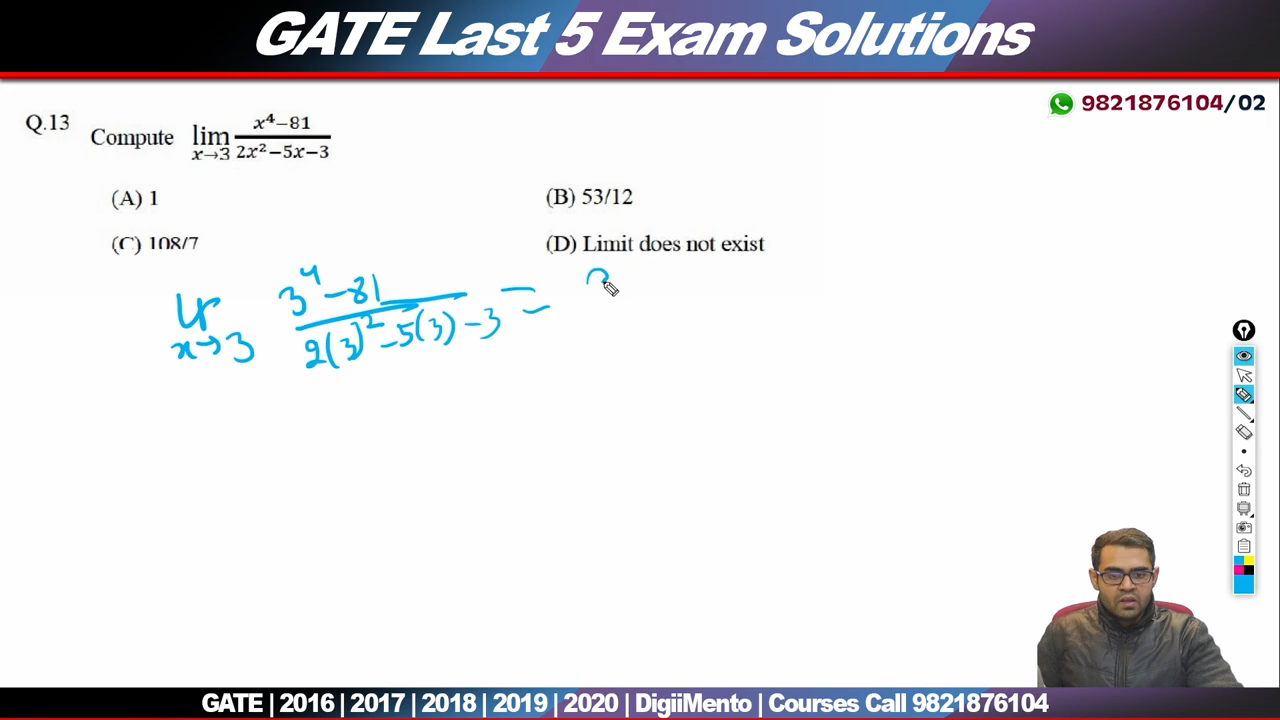 GATE Last 5 Exam Solutions
9821876104/02
Q.13 Compute lim x→3 x⁴−81 / 2x²−5x−3
(A) 1 (B) 53/12
(C) 108/7 (D) Limit does not exist
x→3 3⁴−81 / 2(3)²−5(3)−3 =
GATE | 2016 | 2017 | 2018 | 2019 | 2020 | DigiiMento | Courses Call 9821876104